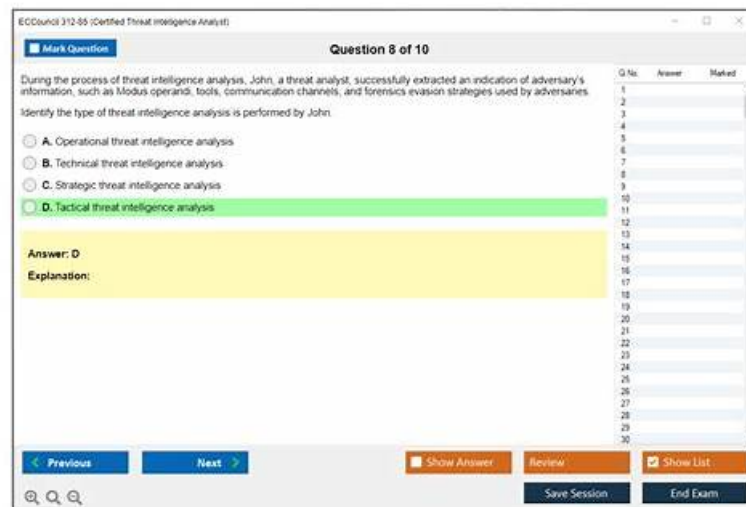 ECCouncil 312-85 (Certified Threat Intelligence Analyst)
Mark Question
Question 8 of 10
During the process of threat intelligence analysis, John, a threat analyst, successfully extracted an indication of adversary's
information, such as Modus operandi, tools, communication channels, and forensics evasion strategies used by adversaries.
Identify the type of threat intelligence analysis is performed by John.
A. Operational threat intelligence analysis
B. Technical threat intelligence analysis
C. Strategic threat intelligence analysis
D. Tactical threat intelligence analysis
Answer: D
Explanation:
Q.No. Answer Marked
1
2
3
4
5
6
7
8
9
10
11
12
13
14
15
16
17
18
19
20
21
22
23
24
25
26
27
28
29
30
Previous
Next
Show Answer
Review
Show List
Save Session
End Exam